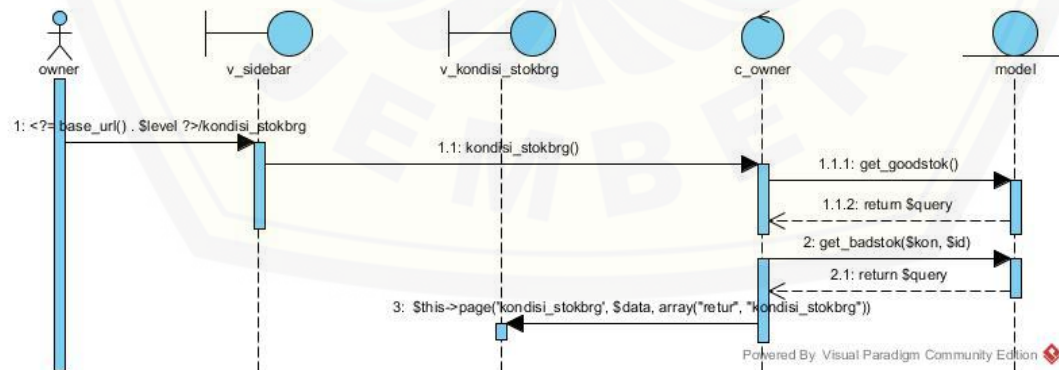 owner
v_sidebar
v_kondisi_stokbrg
c_owner
model
1: <?= base_url() . $level ?>/kondisi_stokbrg
1.1: kondisi_stokbrg()
1.1.1: get_goodstok()
1.1.2: return $query
2: get_badstok($kon, $id)
2.1: return $query
3: $this->page('kondisi_stokbrg', $data, array("retur", "kondisi_stokbrg"))
Powered By Visual Paradigm Community Edition
EMBER